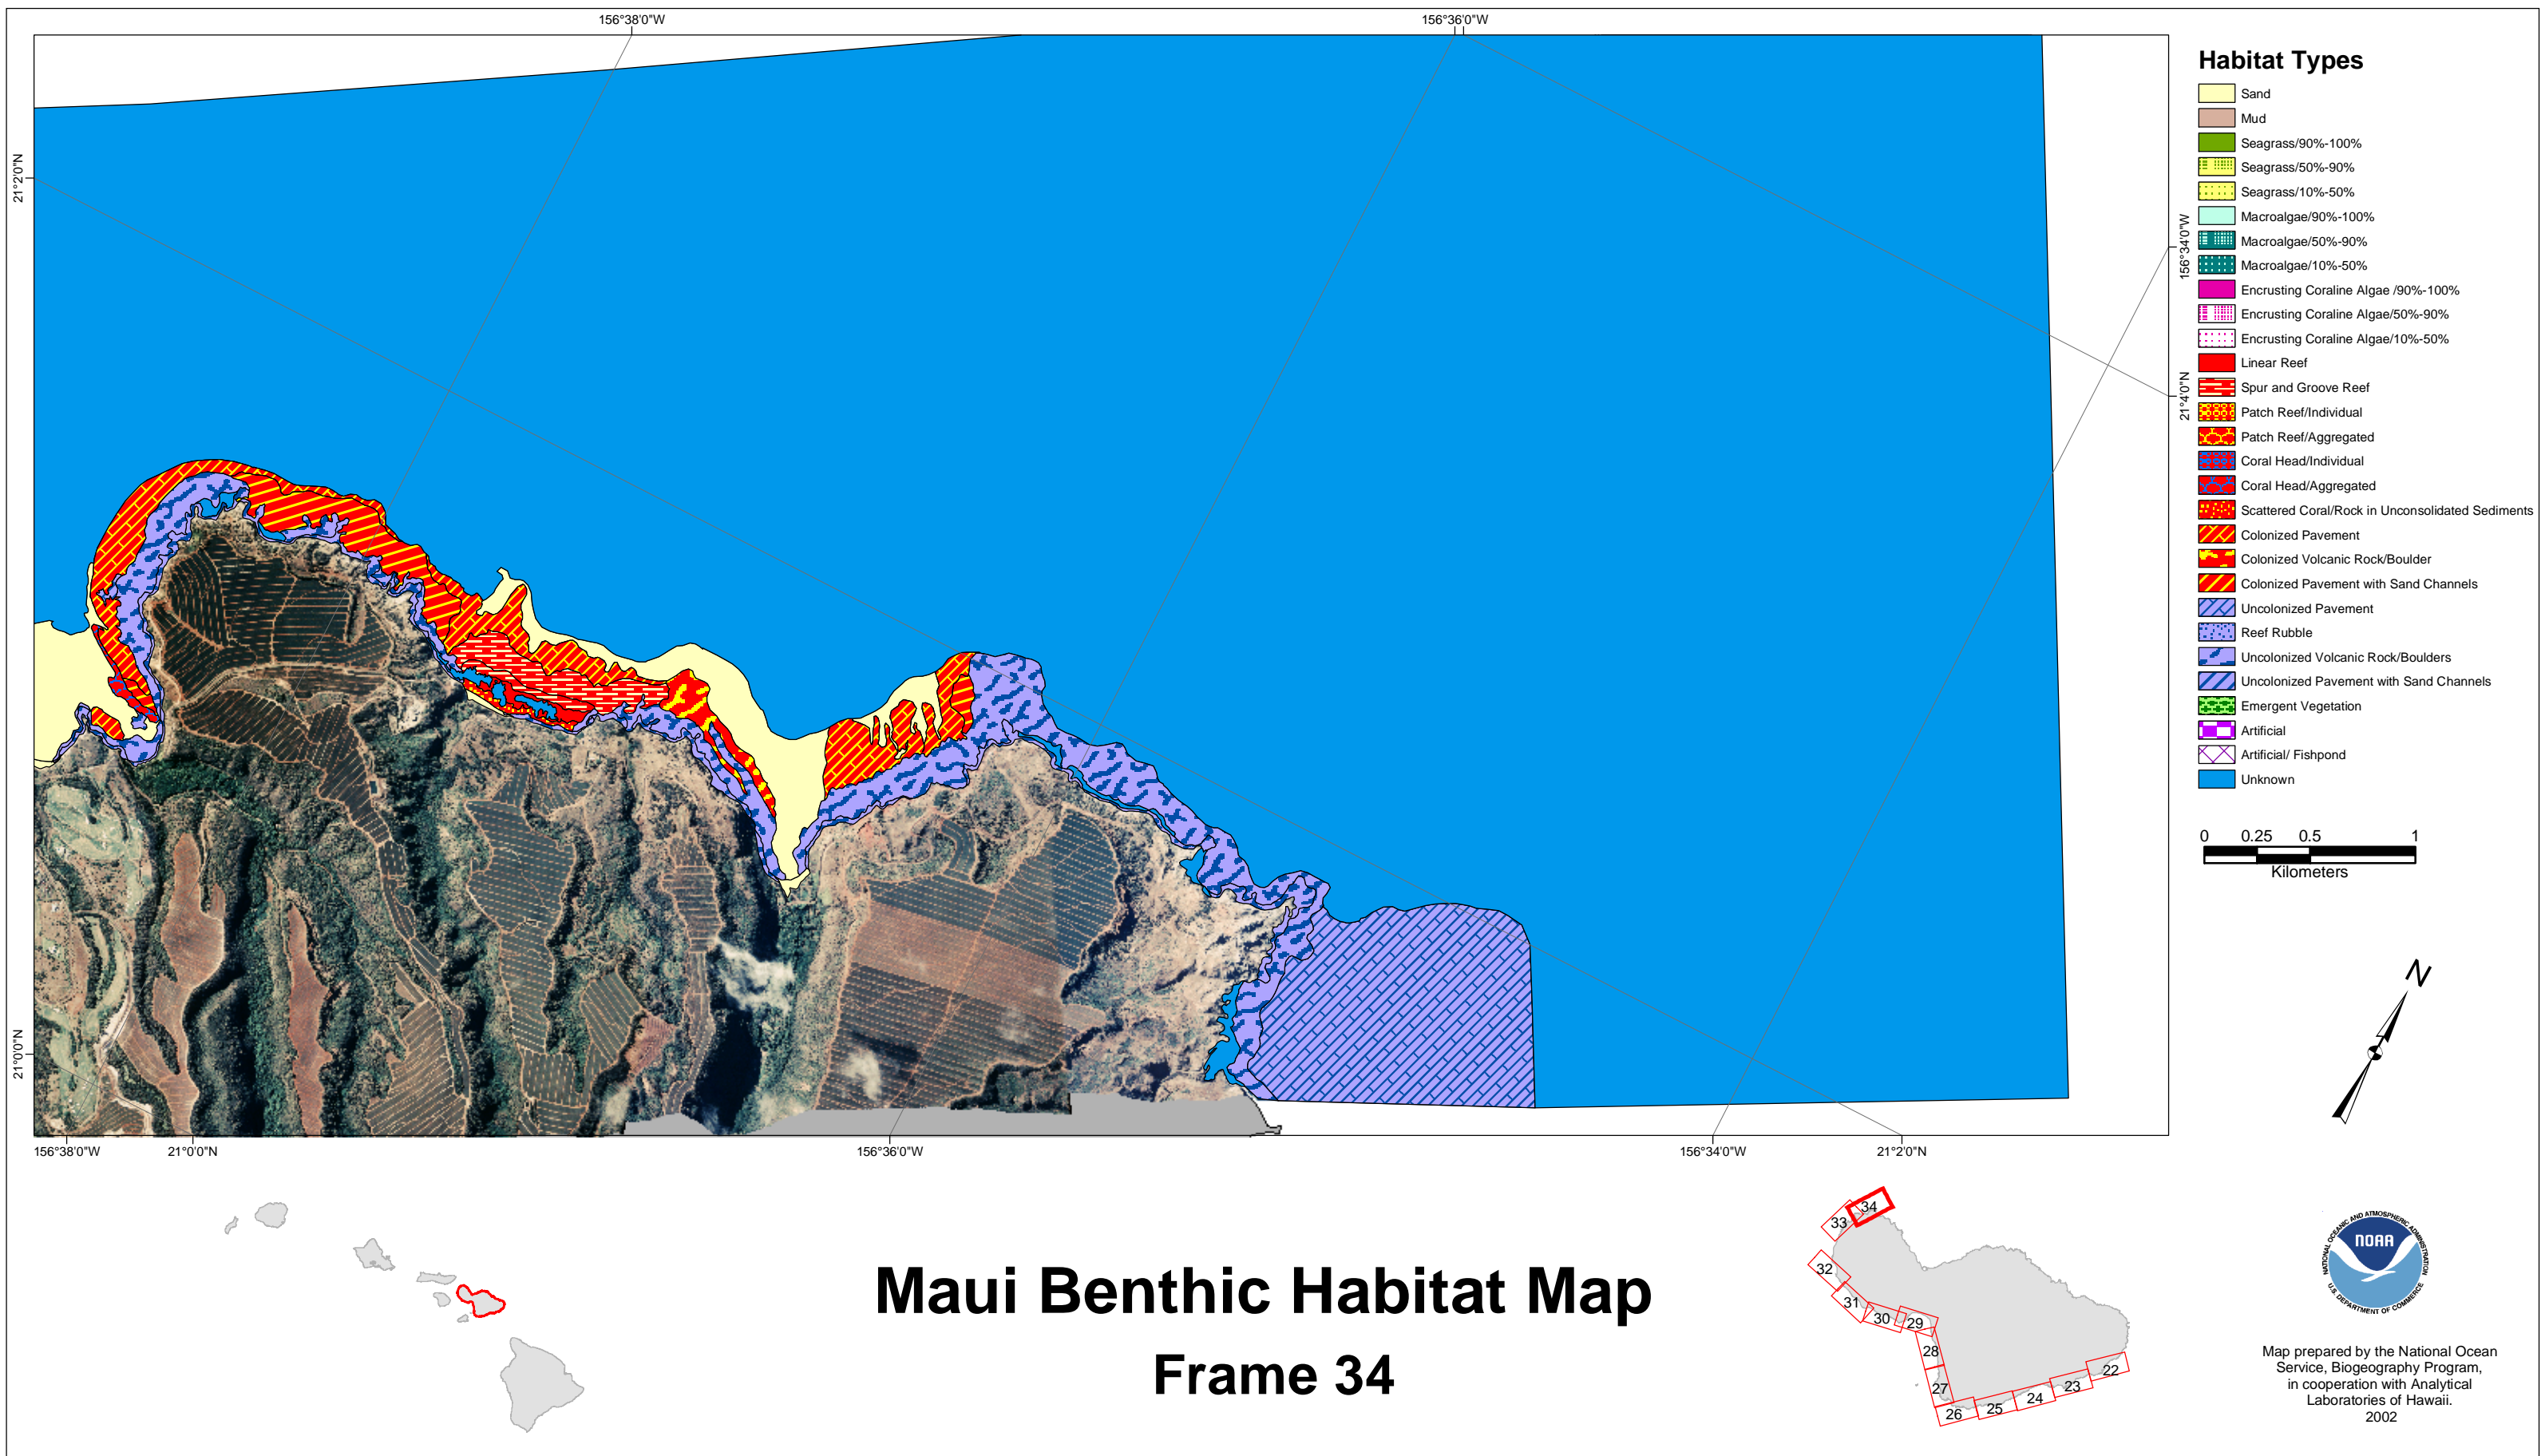 156°38'0"W
156°36'0"W
21°2'0"N
21°0'0"N
156°34'0"W
21°4'0"N
156°38'0"W
21°0'0"N
156°36'0"W
156°34'0"W
21°2'0"N
Habitat Types
Sand
Mud
Seagrass/90%-100%
Seagrass/50%-90%
Seagrass/10%-50%
Macroalgae/90%-100%
Macroalgae/50%-90%
Macroalgae/10%-50%
Encrusting Coraline Algae /90%-100%
Encrusting Coraline Algae/50%-90%
Encrusting Coraline Algae/10%-50%
Linear Reef
Spur and Groove Reef
Patch Reef/Individual
Patch Reef/Aggregated
Coral Head/Individual
Coral Head/Aggregated
Scattered Coral/Rock in Unconsolidated Sediments
Colonized Pavement
Colonized Volcanic Rock/Boulder
Colonized Pavement with Sand Channels
Uncolonized Pavement
Reef Rubble
Uncolonized Volcanic Rock/Boulders
Uncolonized Pavement with Sand Channels
Emergent Vegetation
Artificial
Artificial/ Fishpond
Unknown
0 0.25 0.5 1
Kilometers
N
Maui Benthic Habitat Map
Frame 34
34
33
32
31
30
29
28
27
26
25
24
23
22
NATIONAL OCEANIC AND ATMOSPHERIC ADMINISTRATION
NOAA
U.S. DEPARTMENT OF COMMERCE
Map prepared by the National Ocean
Service, Biogeography Program,
in cooperation with Analytical
Laboratories of Hawaii.
2002